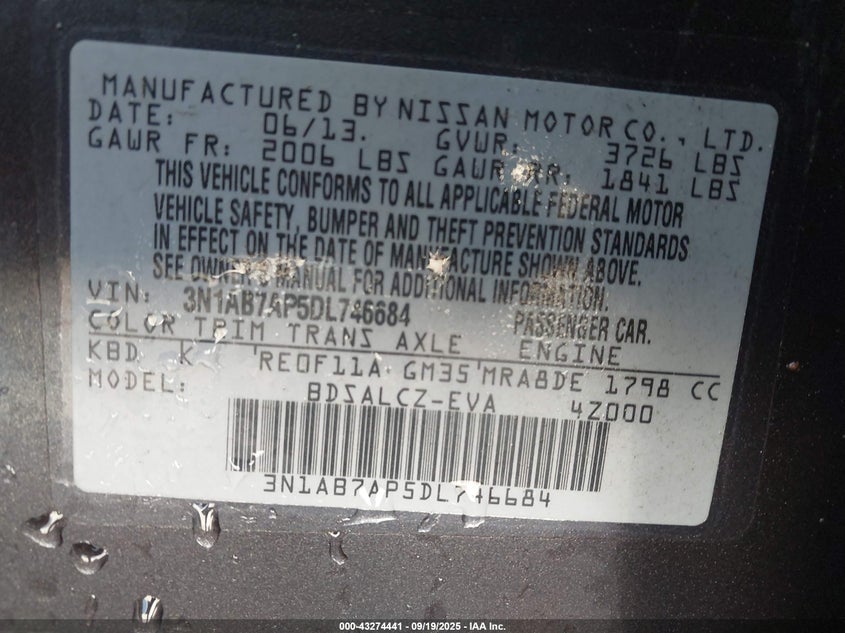 MANUFACTURED BY NISSAN MOTOR CO., LTD.
DATE: 06/13. GVWR: 3726 LBS
GAWR FR: 2006 LBS GAWR RR: 1841 LBS
THIS VEHICLE CONFORMS TO ALL APPLICABLE FEDERAL MOTOR
VEHICLE SAFETY, BUMPER AND THEFT PREVENTION STANDARDS
IN EFFECT ON THE DATE OF MANUFACTURE SHOWN ABOVE.
SEE OWNER'S MANUAL FOR ADDITIONAL INFORMATION.
VIN: 3N1AB7AP5DL746684 PASSENGER CAR.
COLOR TRIM TRANS AXLE ENGINE
KBD K 'RE0F11A GM35'MRA8DE 1798 CC
MODEL: BDSALCZ-EVA 4Z000
3N1AB7AP5DL746684
000-43274441 - 09/19/2025 - IAA Inc.